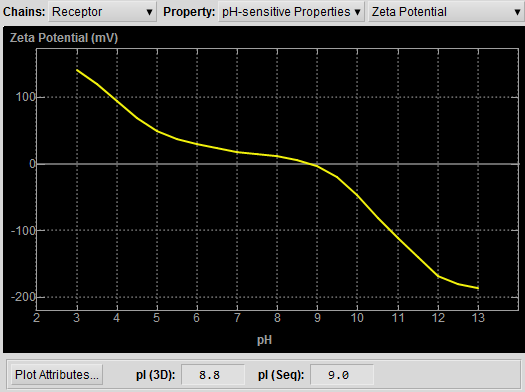 Chains: Receptor Property: pH-sensitive Properties Zeta Potential
Zeta Potential (mV)
100
0
-100
-200
2 3 4 5 6 7 8 9 10 11 12 13
pH
Plot Attributes... pI (3D): 8.8 pI (Seq): 9.0